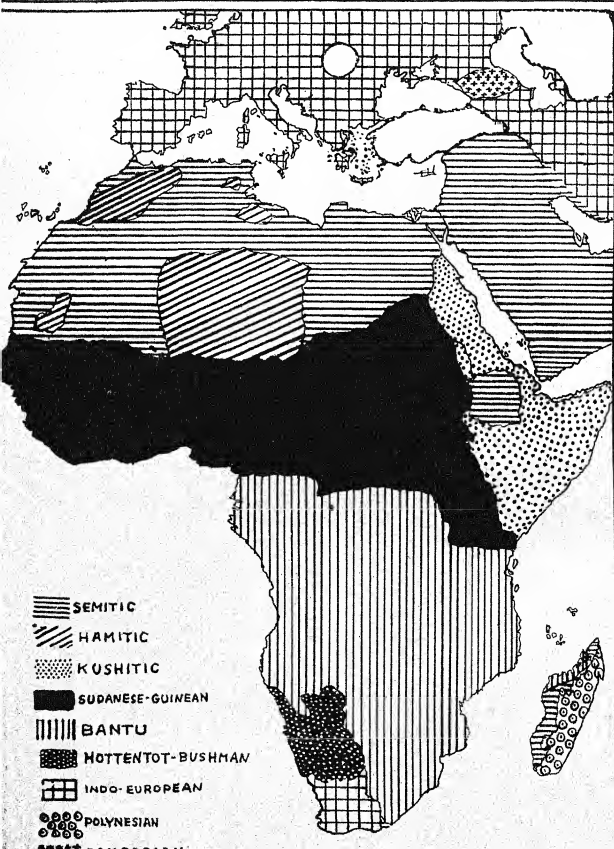 SEMITIC
HAMITIC
KUSHITIC
SUDANESE-GUINEAN
BANTU
HOTTENTOT-BUSHMAN
INDO-EUROPEAN
POLYNESIAN